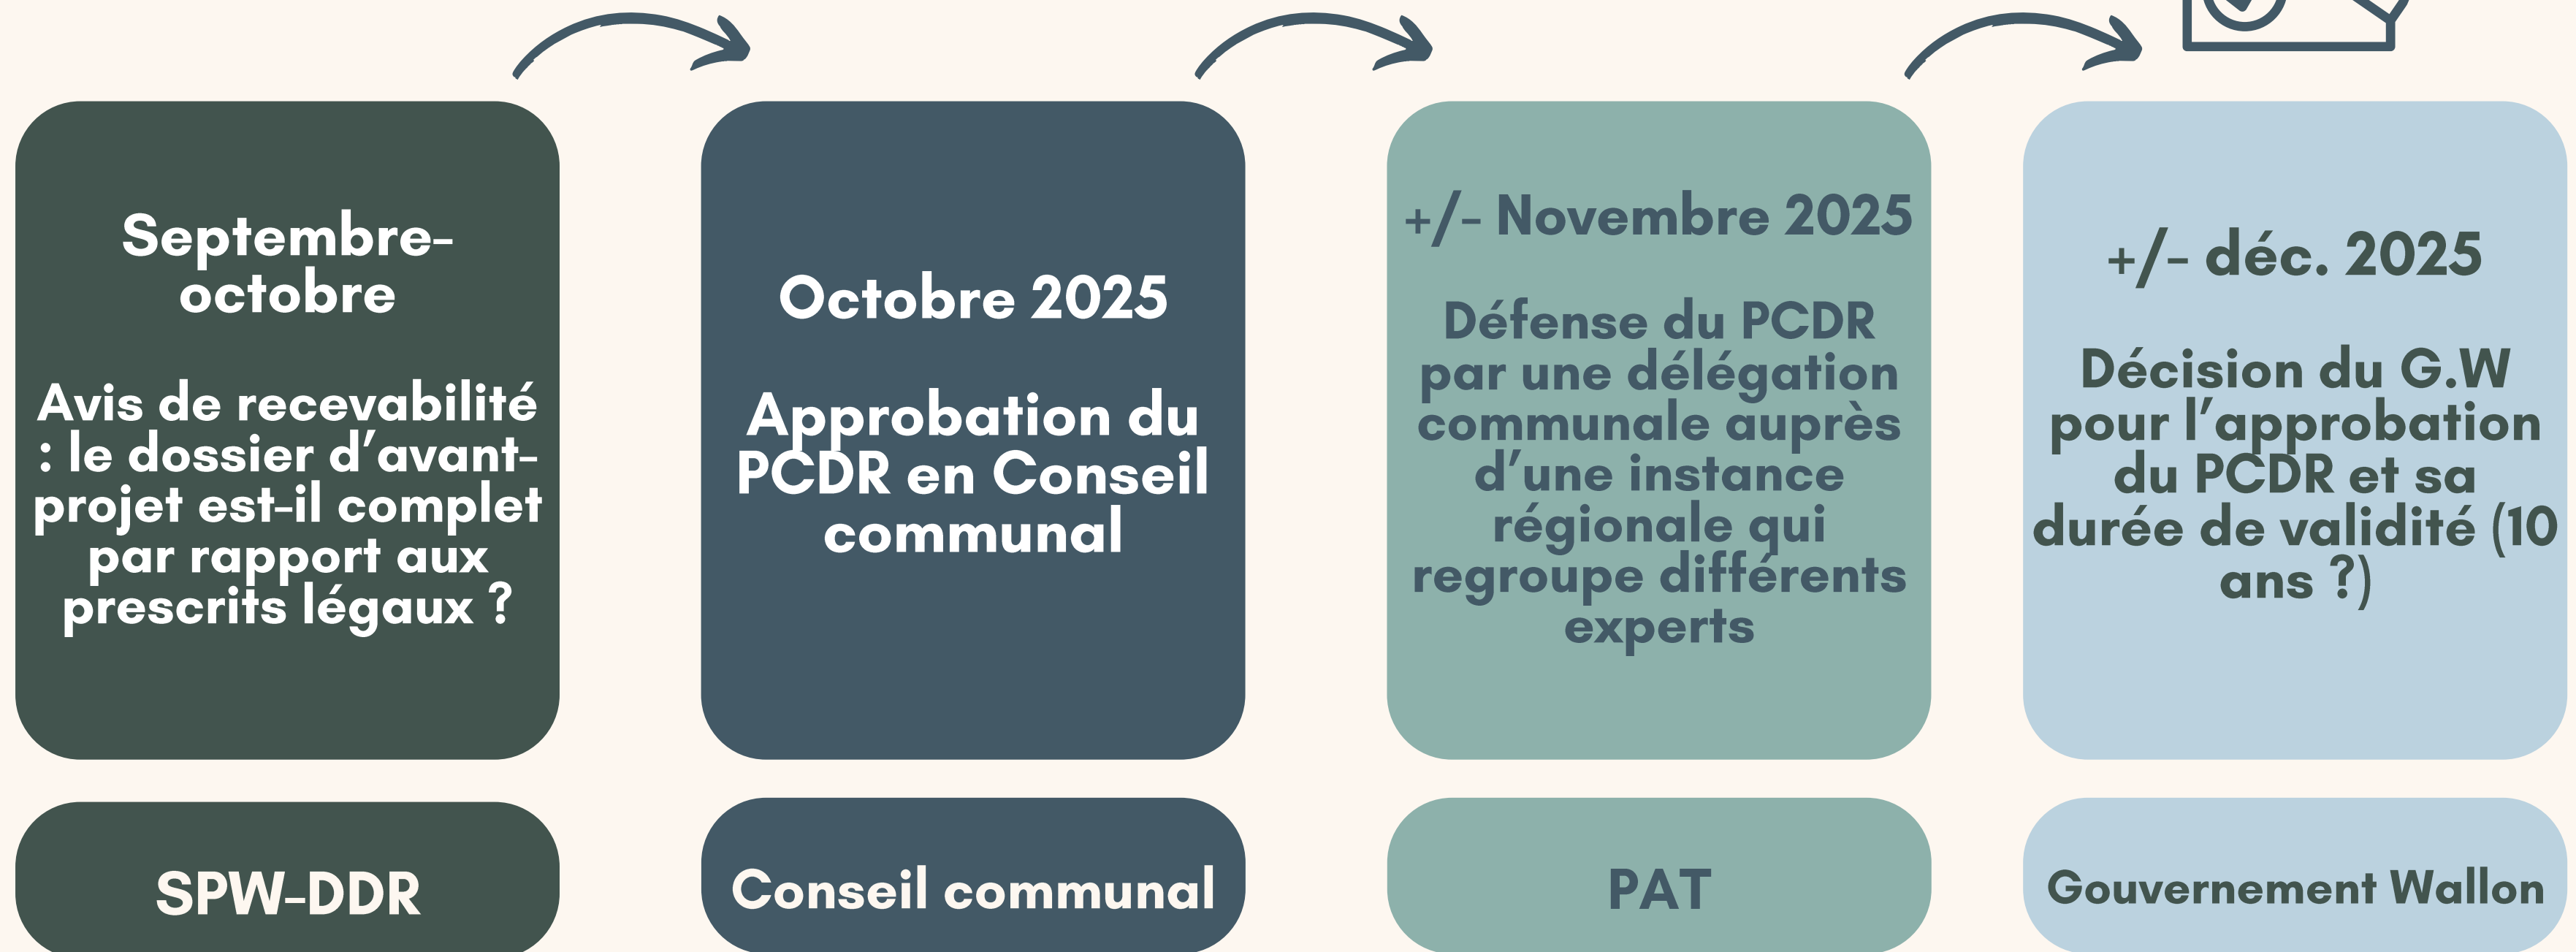 Septembre-
octobre
Avis de recevabilité
: le dossier d’avant-
projet est-il complet
par rapport aux
prescrits légaux ?
SPW-DDR
Octobre 2025
Approbation du
PCDR en Conseil
communal
Conseil communal
+/- Novembre 2025
Défense du PCDR
par une délégation
communale auprès
d’une instance
régionale qui
regroupe différents
experts
PAT
+/- déc. 2025
Décision du G.W
pour l’approbation
du PCDR et sa
durée de validité (10
ans ?)
Gouvernement Wallon